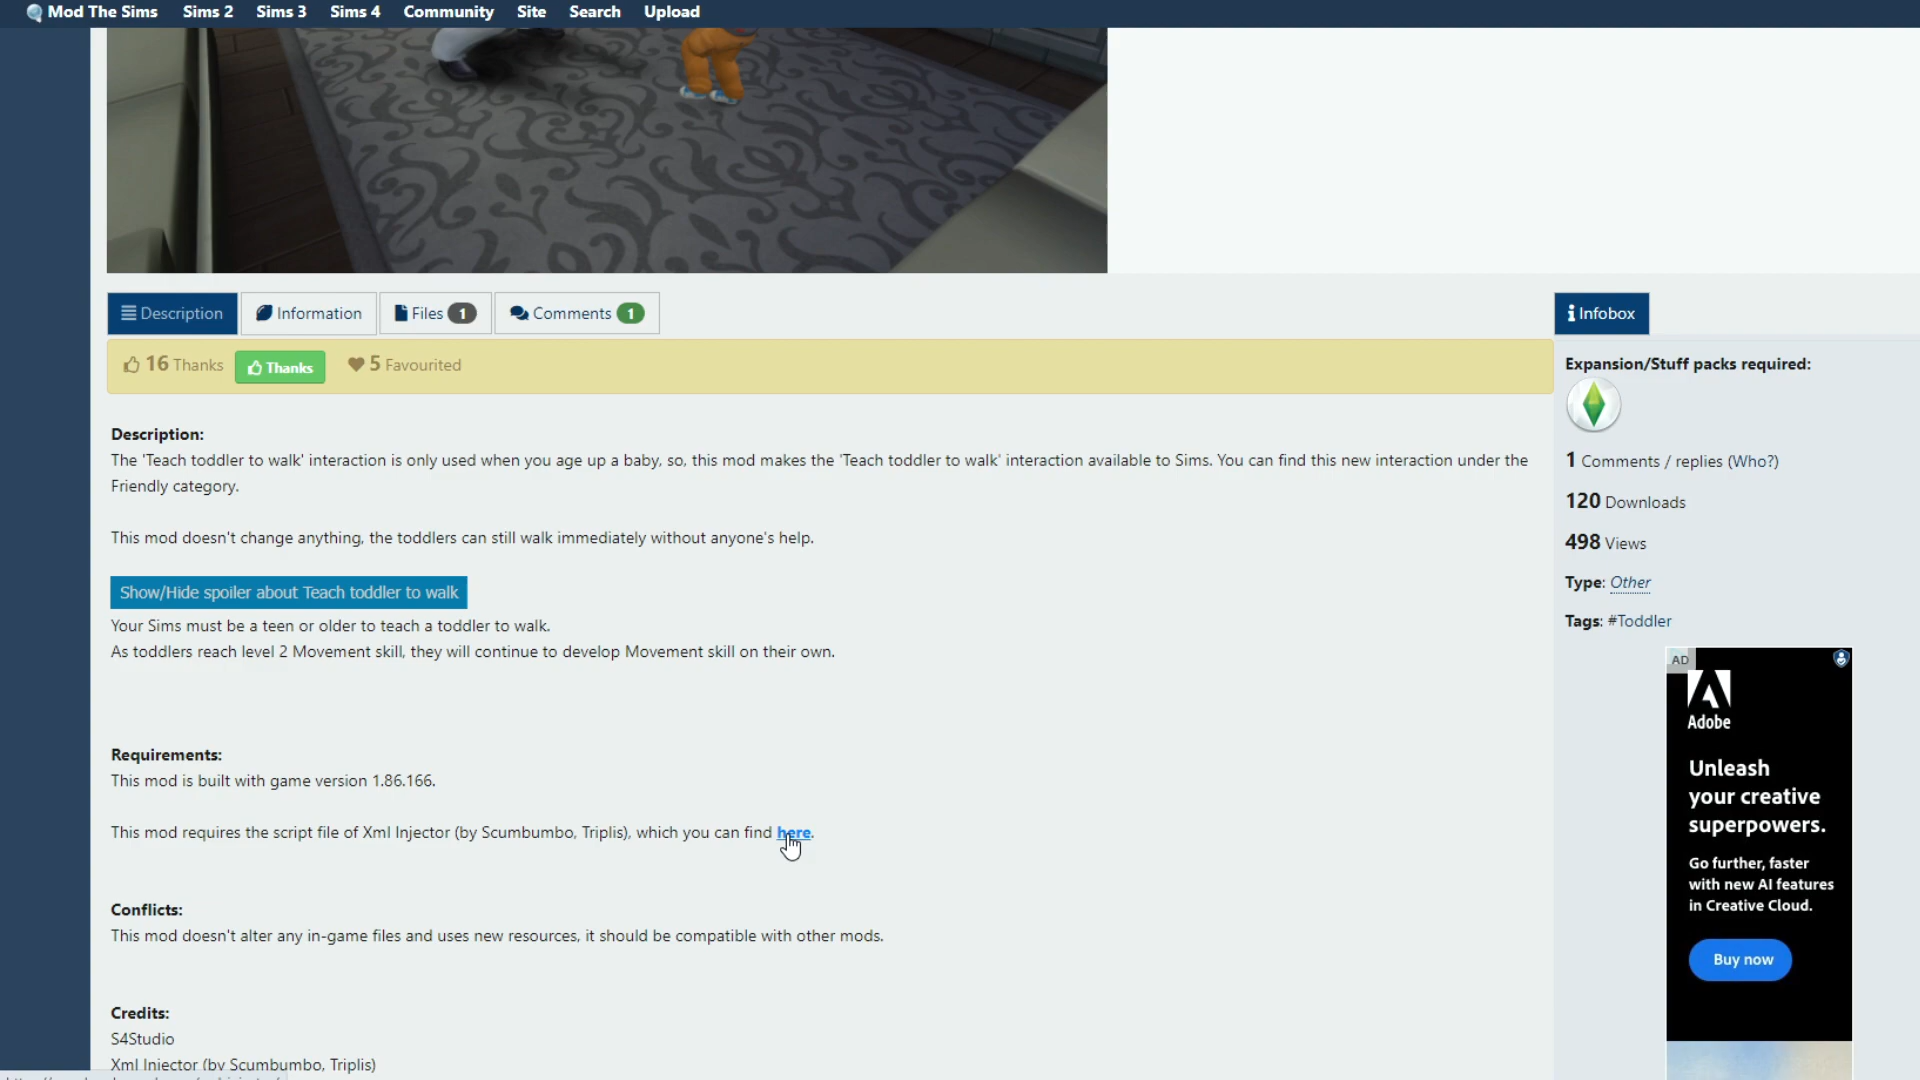 Mod The Sims Sims 2 Sims 3 Sims 4 Community Site Search Upload
Description Information Files 1 Comments 1
Infobox
16 Thanks Thanks 5 Favourited
Expansion/Stuff packs required:
Description:
The 'Teach toddler to walk' interaction is only used when you age up a baby, so, this mod makes the 'Teach toddler to walk' interaction available to Sims. You can find this new interaction under the
Friendly category.
This mod doesn't change anything, the toddlers can still walk immediately without anyone's help.
Show/Hide spoiler about Teach toddler to walk
Your Sims must be a teen or older to teach a toddler to walk.
As toddlers reach level 2 Movement skill, they will continue to develop Movement skill on their own.
Requirements:
This mod is built with game version 1.86.166.
This mod requires the script file of Xml Injector (by Scumbumbo, Triplis), which you can find here.
Conflicts:
This mod doesn't alter any in-game files and uses new resources, it should be compatible with other mods.
Credits:
S4Studio
Xml Injector (by Scumbumbo, Triplis)
1 Comments / replies (Who?)
120 Downloads
498 Views
Type: Other
Tags: #Toddler
AD
Adobe
Unleash
your creative
superpowers.
Go further, faster
with new AI features
in Creative Cloud.
Buy now